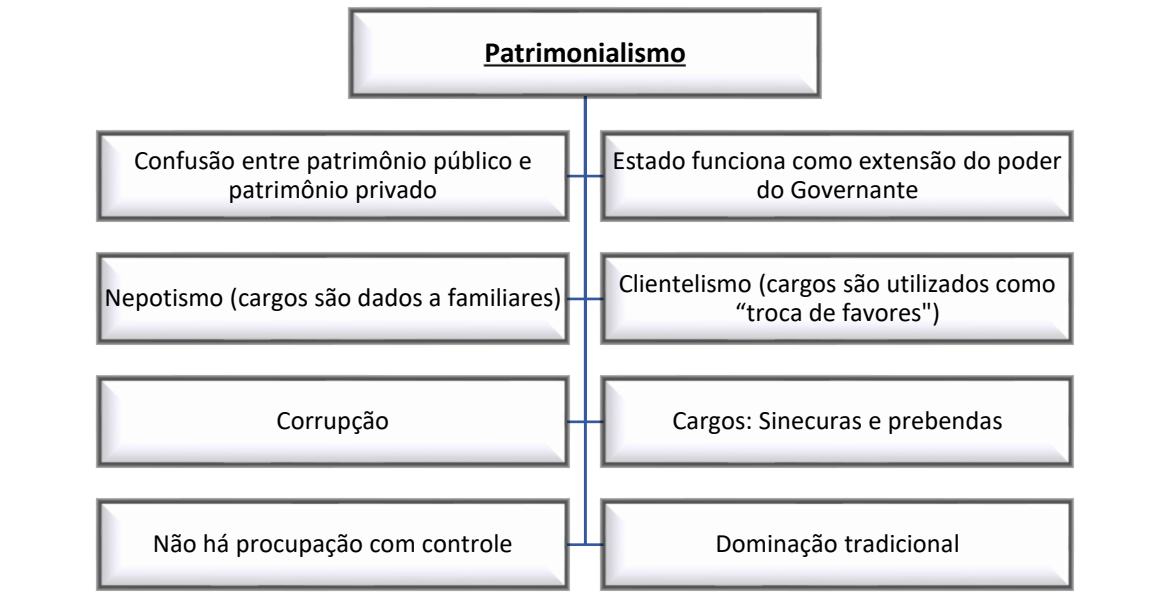 Patrimonialismo
Confusão entre patrimônio público e
patrimônio privado
Estado funciona como extensão do poder
do Governante
Nepotismo (cargos são dados a familiares)
Clientelismo (cargos são utilizados como
“troca de favores")
Corrupção
Cargos: Sinecuras e prebendas
Não há procupação com controle
Dominação tradicional